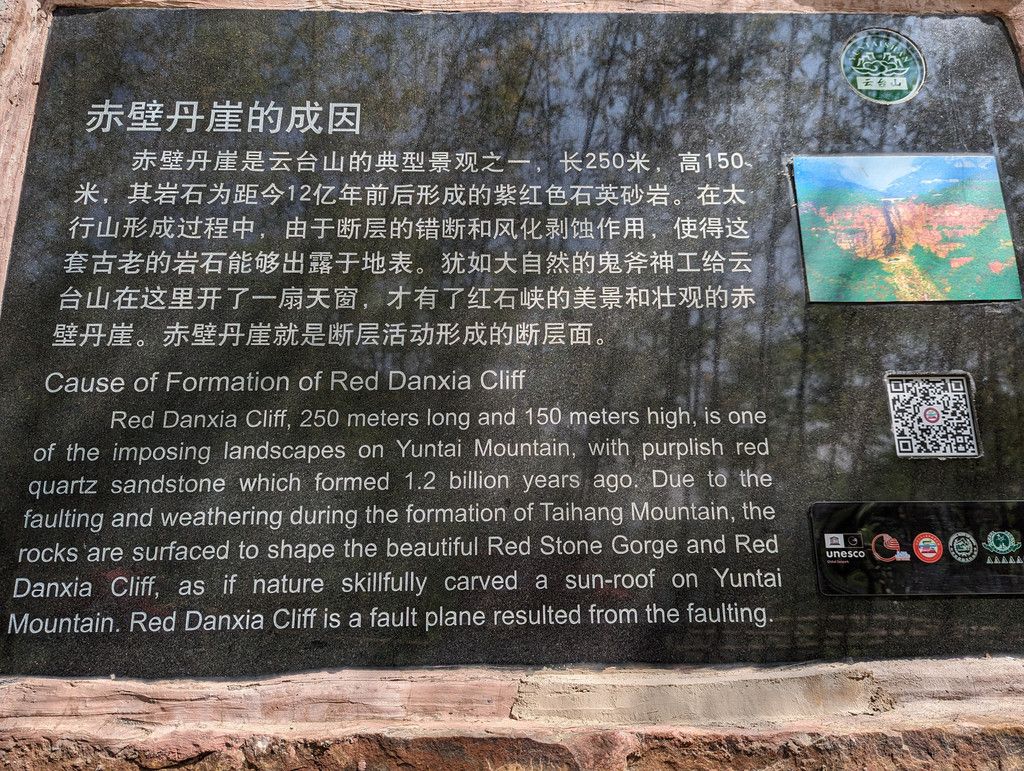 云台山
赤壁丹崖的成因
赤壁丹崖是云台山的典型景观之一，长250米，高150
米，其岩石为距今12亿年前后形成的紫红色石英砂岩。在太
行山形成过程中，由于断层的错断和风化剥蚀作用，使得这
套古老的岩石能够出露于地表。犹如大自然的鬼斧神工给云
台山在这里开了一扇天窗，才有了红石峡的美景和壮观的赤
壁丹崖。赤壁丹崖就是断层活动形成的断层面。
Cause of Formation of Red Danxia Cliff
Red Danxia Cliff, 250 meters long and 150 meters high, is one
of the imposing landscapes on Yuntai Mountain, with purplish red
quartz sandstone which formed 1.2 billion years ago. Due to the
faulting and weathering during the formation of Taihang Mountain, the
rocks are surfaced to shape the beautiful Red Stone Gorge and Red
Danxia Cliff, as if nature skillfully carved a sun-roof on Yuntai
Mountain. Red Danxia Cliff is a fault plane resulted from the faulting.
unesco